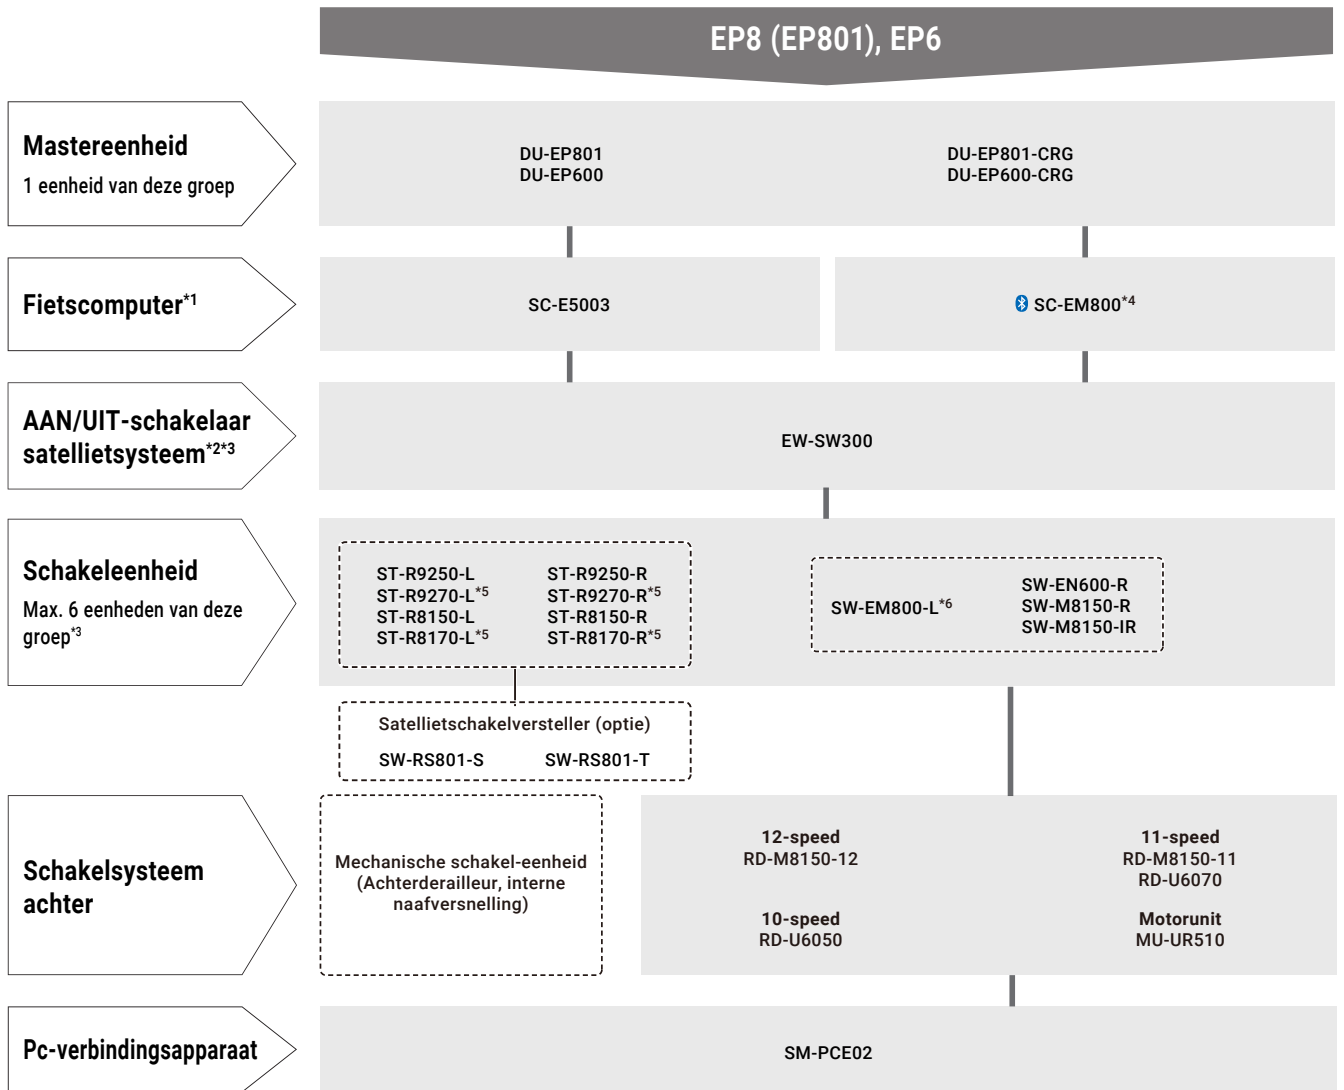 EP8 (EP801), EP6
Mastereenheid
1 eenheid van deze groep
DU-EP801
DU-EP600
DU-EP801-CRG
DU-EP600-CRG
Fietscomputer*1
SC-E5003
SC-EM800*4
AAN/UIT-schakelaar
satellietsysteem*2*3
EW-SW300
Schakeleenheid
Max. 6 eenheden van deze
groep*3
ST-R9250-L
ST-R9270-L*5
ST-R8150-L
ST-R8170-L*5
ST-R9250-R
ST-R9270-R*5
ST-R8150-R
ST-R8170-R*5
SW-EM800-L*6
SW-EN600-R
SW-M8150-R
SW-M8150-IR
Satellietschakelversteller (optie)
SW-RS801-S
SW-RS801-T
Schakelsysteem
achter
Mechanische schakel-eenheid
(Achterderailleur, interne
naafversnelling)
12-speed
RD-M8150-12
11-speed
RD-M8150-11
RD-U6070
10-speed
RD-U6050
Motorunit
MU-UR510
Pc-verbindingsapparaat
SM-PCE02